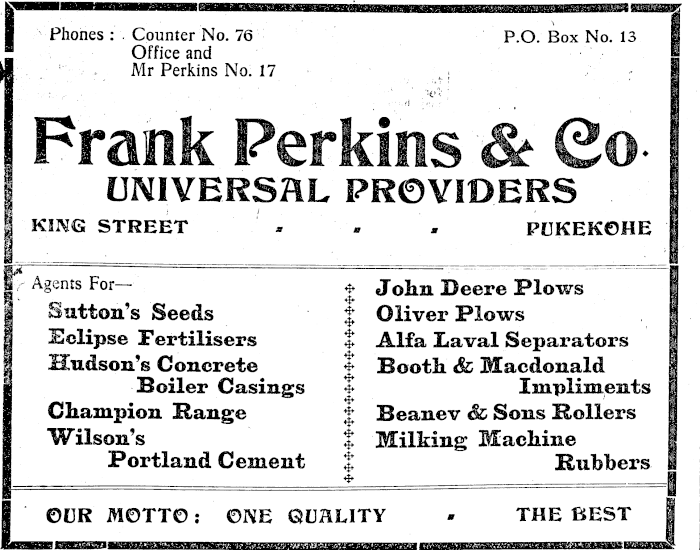 Phones : Counter No. 76
Office and
Mr Perkins No. 17
P.O. Box No. 13
Frank Perkins & Co.
UNIVERSAL PROVIDERS
KING STREET - - - PUKEKOHE
Agents For—
Sutton's Seeds
Eclipse Fertilisers
Hudson's Concrete
Boiler Casings
Champion Range
Wilson's
Portland Cement
John Deere Plows
Oliver Plows
Alfa Laval Separators
Booth & Macdonald
Impliments
Beanev & Sons Rollers
Milking Machine
Rubbers
OUR MOTTO: ONE QUALITY - THE BEST